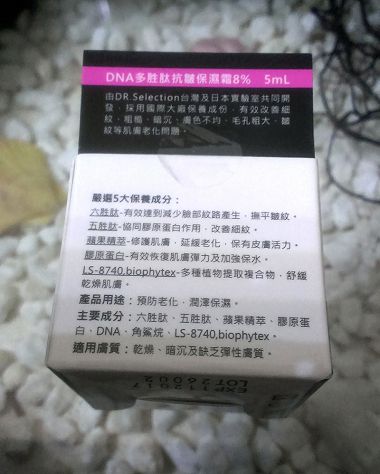 DNA多胜肽抗皺保濕霜8% 5mL
由DR.Selection台灣及日本實驗室共同開
發，採用國際大廠保養成份，有效改善細
紋、粗糙、暗沉、膚色不均、毛孔粗大、皺
紋等肌膚老化問題。
嚴選5大保養成分：
六胜肽-有效達到減少臉部紋路產生，撫平皺紋。
五胜肽-協同膠原蛋白作用，改善細紋。
蘋果精萃-修護肌膚，延緩老化，保有皮膚活力。
膠原蛋白-有效恢復肌膚彈力及加強保水。
LS-8740,biophytex-多種植物提取複合物，舒緩
乾燥肌膚。
產品用途：預防老化、潤澤保濕。
主要成分：六胜肽、五胜肽、蘋果精萃、膠原蛋
白、DNA、角鯊烷、LS-8740,biophytex。
適用膚質：乾燥、暗沉及缺乏彈性膚質。
EXP112017
LOT26002